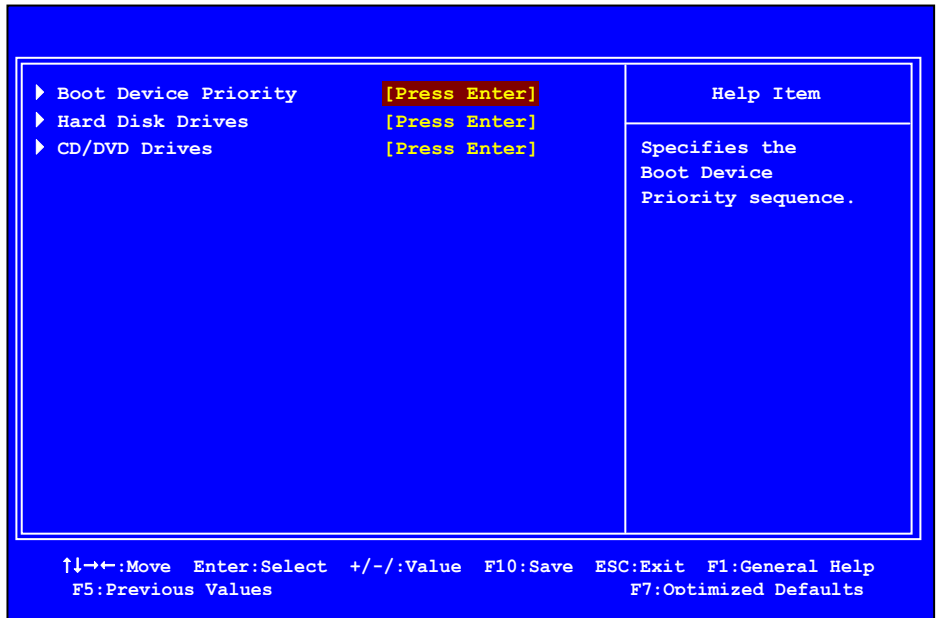 Boot Device Priority [Press Enter]
Hard Disk Drives [Press Enter]
CD/DVD Drives [Press Enter]
Help Item
Specifies the
Boot Device
Priority sequence.
↑↓→←:Move Enter:Select +/-/:Value F10:Save ESC:Exit F1:General Help
F5:Previous Values F7:Optimized Defaults